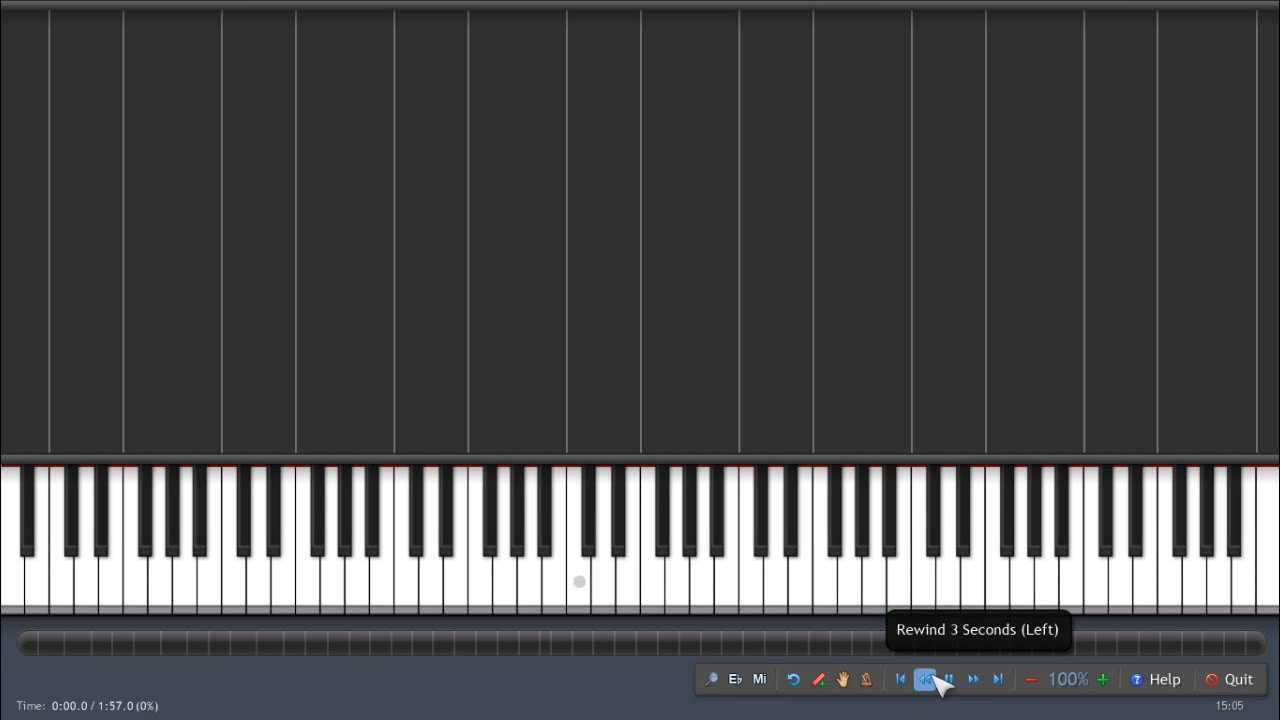 Rewind 3 Seconds (Left)
E♭ Mi 100% Help Quit
Time: 0:00.0 / 1:57.0 (0%) 15:05